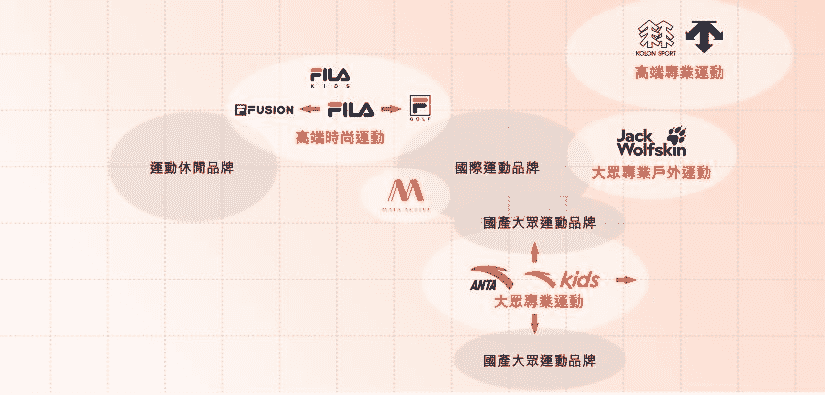 KOLON SPORT
高端專業運動
FILA
KIDS
FUSION
FILA
F
GOLF
高端時尚運動
Jack
Wolfskin
大眾專業戶外運動
運動休閒品牌
國際運動品牌
MAIA ACTIVE
國產大眾運動品牌
ANTA
kids
大眾專業運動
國產大眾運動品牌